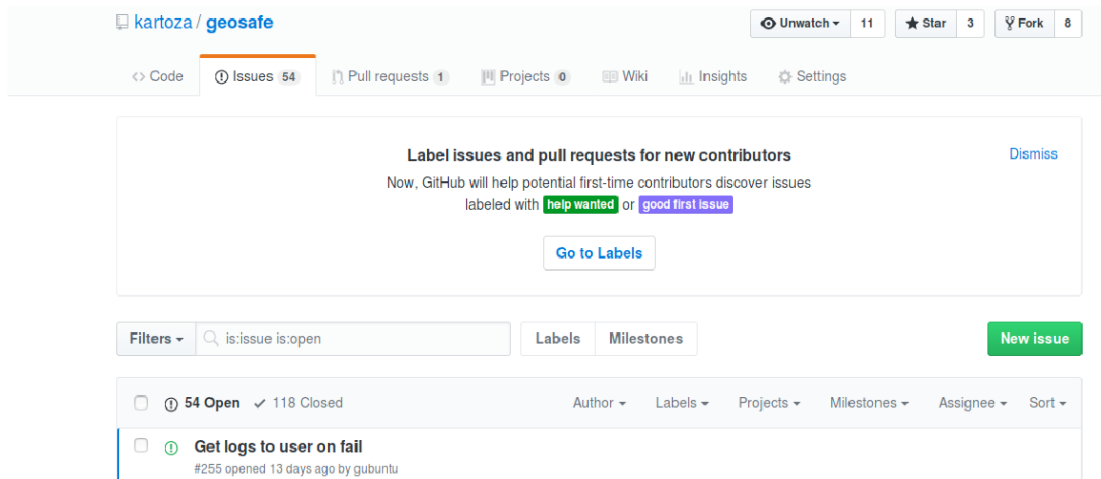 kartoza / geosafe
Unwatch 11 Star 3 Fork 8
Code Issues 54 Pull requests 1 Projects 0 Wiki Insights Settings
Label issues and pull requests for new contributors
Dismiss
Now, GitHub will help potential first-time contributors discover issues
labeled with help wanted or good first issue
Go to Labels
Filters is:issue is:open Labels Milestones New issue
54 Open 118 Closed Author Labels Projects Milestones Assignee Sort
Get logs to user on fail
#255 opened 13 days ago by gubuntu